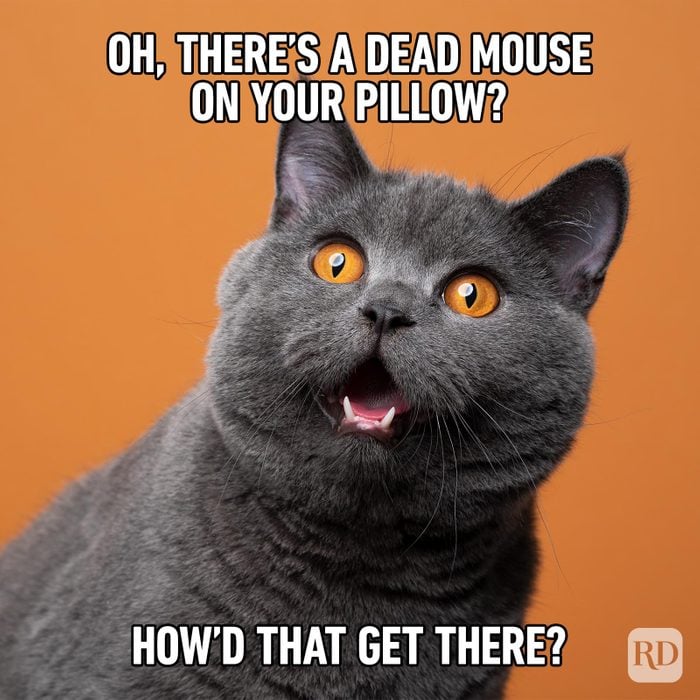 OH, THERE'S A DEAD MOUSE
ON YOUR PILLOW?
HOW'D THAT GET THERE?
RD